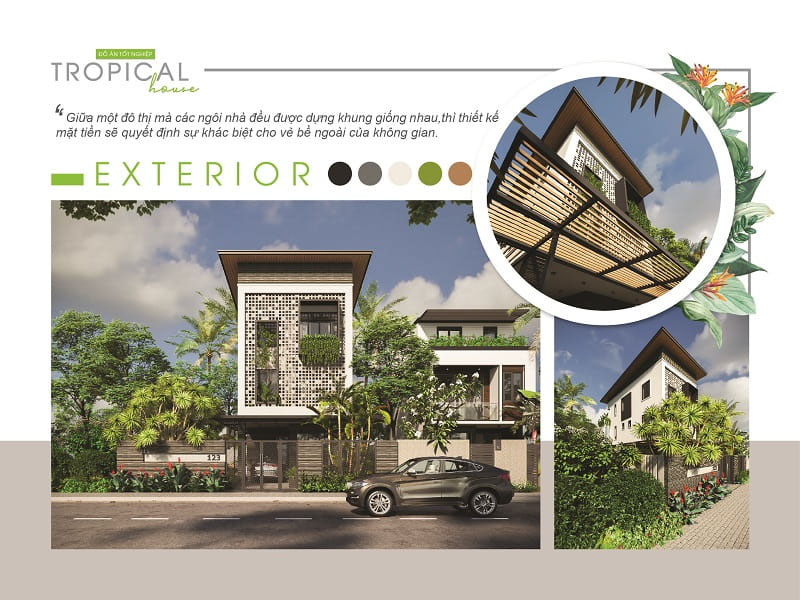 ĐỒ ÁN TỐT NGHIỆP
TROPICAL
house
“ Giữa một đô thị mà các ngôi nhà đều được dựng khung giống nhau,thì thiết kế
mặt tiền sẽ quyết định sự khác biệt cho vẻ bề ngoài của không gian.
EXTERIOR
123